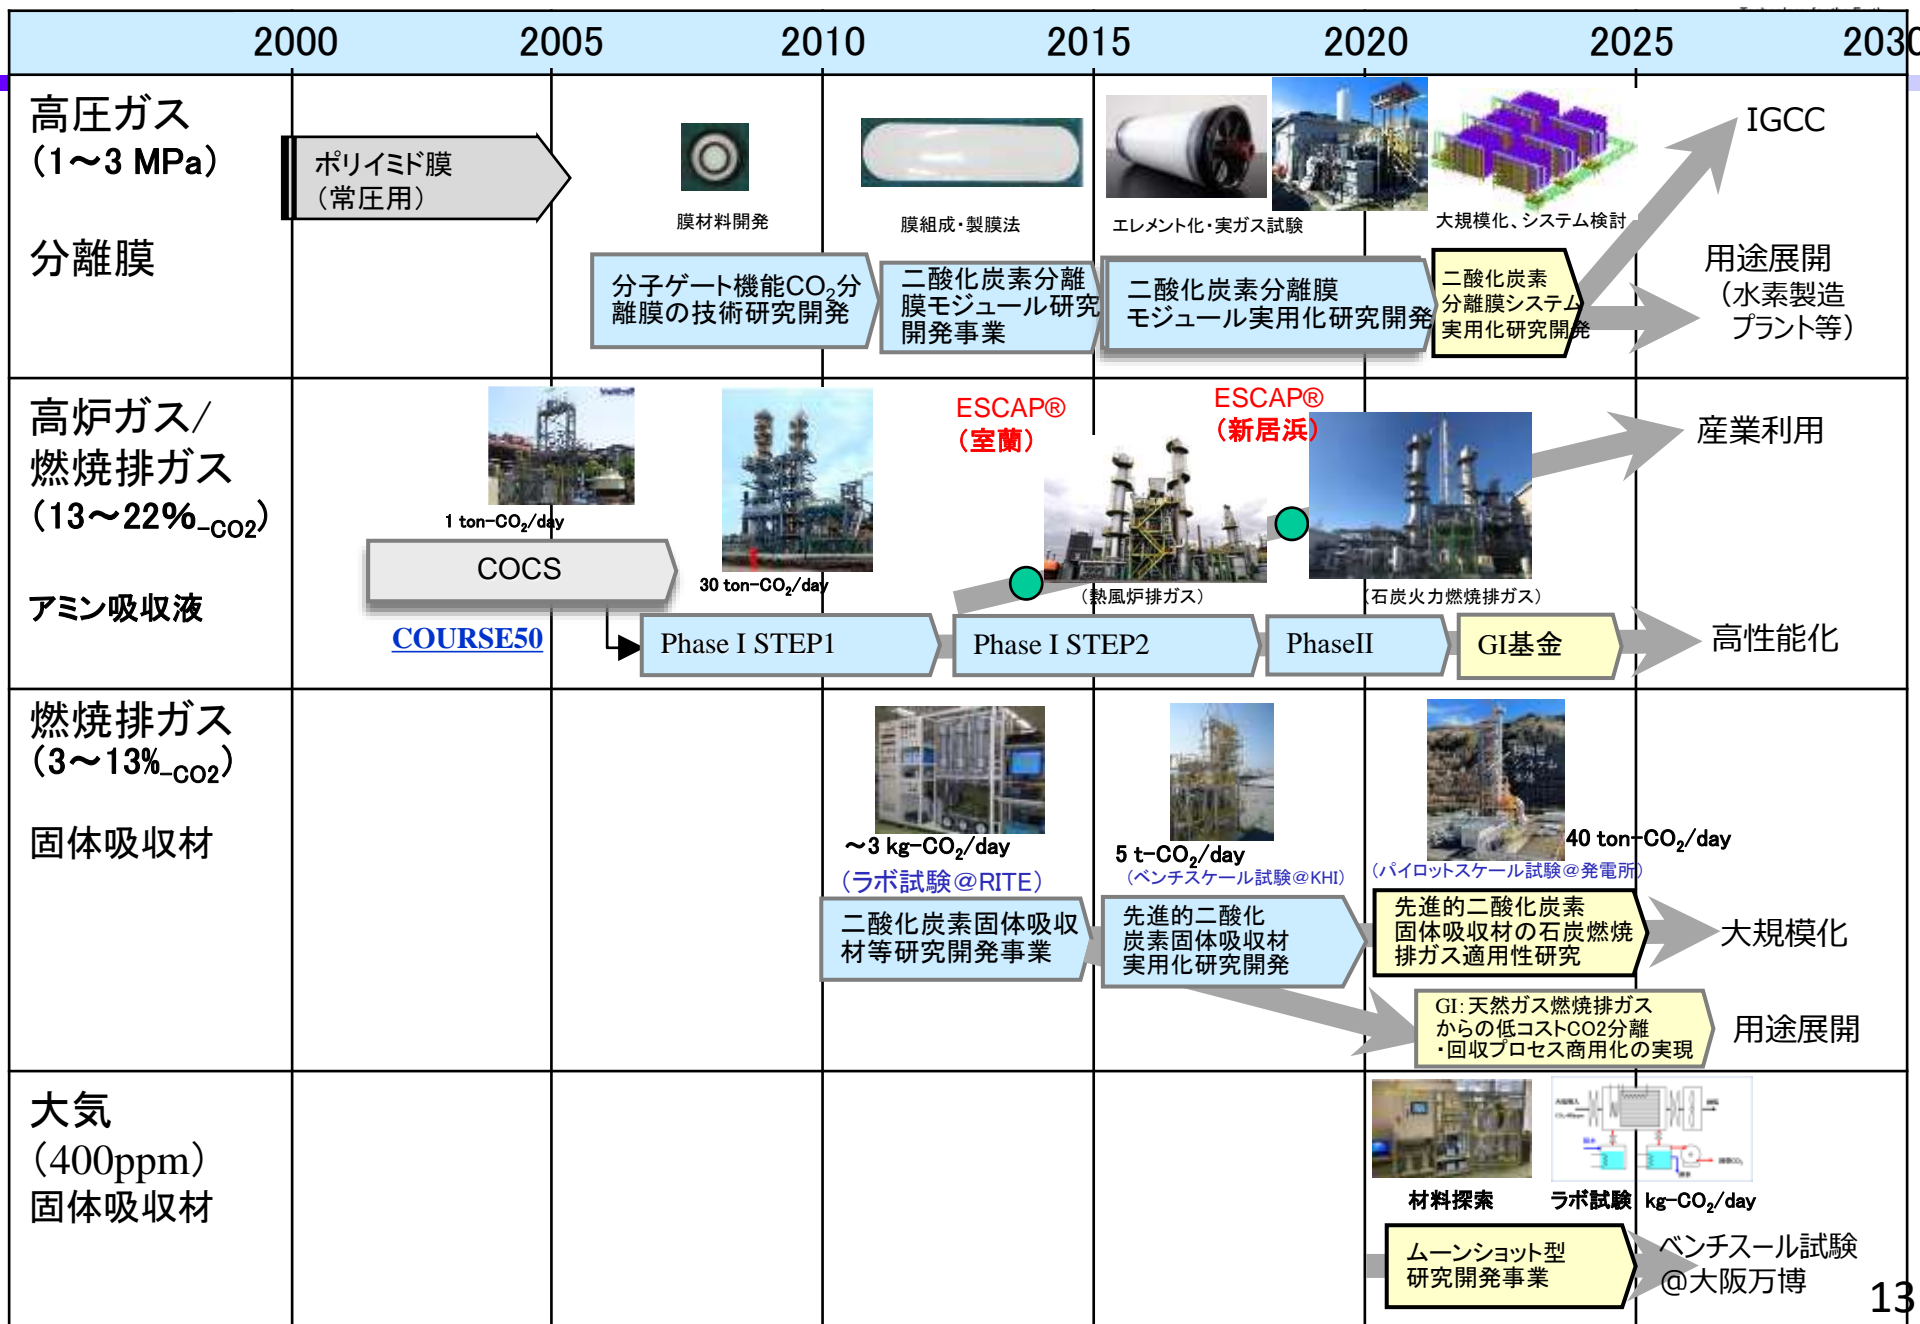 2000 2005 2010 2015 2020 2025 2030
高圧ガス
(1～3 MPa)
分離膜
ポリイミド膜
（常圧用）
膜材料開発
膜組成・製膜法
エレメント化・実ガス試験
大規模化、システム検討
分子ゲート機能CO₂分
離膜の技術研究開発
二酸化炭素分離
膜モジュール研究
開発事業
二酸化炭素分離膜
モジュール実用化研究開発
二酸化炭素
分離膜システム
実用化研究開発
IGCC
用途展開
（水素製造
プラント等）
高炉ガス/
燃焼排ガス
(13～22%-CO2)
アミン吸収液
1 ton-CO₂/day
COCS
COURSE50
30 ton-CO₂/day
ESCAP®
（室蘭）
（熱風炉排ガス）
ESCAP®
（新居浜）
（石炭火力燃焼排ガス）
Phase I STEP1
Phase I STEP2
PhaseII
GI基金
産業利用
高性能化
燃焼排ガス
(3～13%-CO2)
固体吸収材
～3 kg-CO₂/day
（ラボ試験@RITE）
5 t-CO₂/day
（ベンチスケール試験@KHI）
40 ton-CO₂/day
（パイロットスケール試験@発電所）
二酸化炭素固体吸収
材等研究開発事業
先進的二酸化
炭素固体吸収材
実用化研究開発
先進的二酸化炭素
固体吸収材の石炭燃焼
排ガス適用性研究
大規模化
GI：天然ガス燃焼排ガス
からの低コストCO2分離
・回収プロセス商用化の実現
用途展開
大気
（400ppm）
固体吸収材
材料探索
ラボ試験 kg-CO₂/day
ムーンショット型
研究開発事業
ベンチスール試験
@大阪万博
13